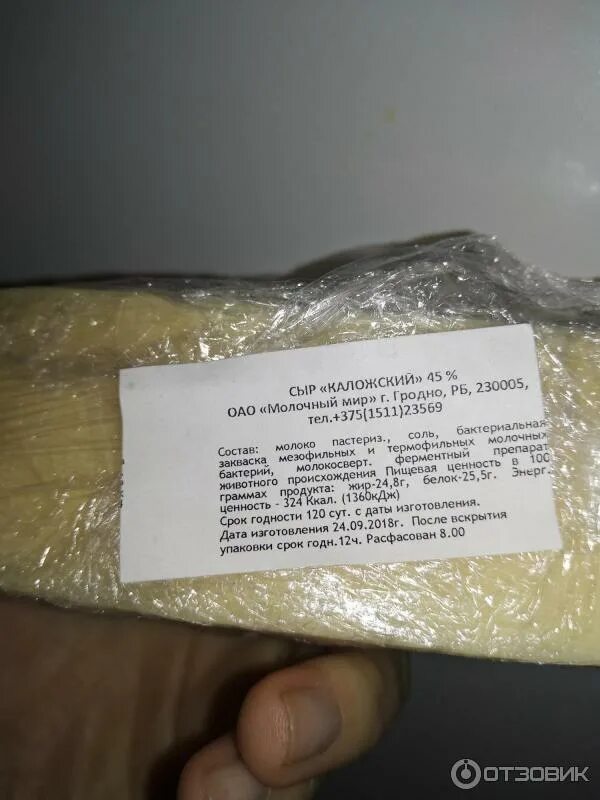 СЫР «КАЛОЖСКИЙ» 45 %
ОАО «Молочный мир» г. Гродно, РБ, 230005,
тел.+375(1511)23569
Состав: молоко пастериз., соль, бактериальная
закваска мезофильных и термофильных молочных
бактерий, молокосверт. ферментный препарат
животного происхождения Пищевая ценность в 100
граммах продукта: жир-24,8г, белок-25,5г. Энерг.
ценность - 324 Ккал. (1360кДж)
Срок годности 120 сут. с даты изготовления.
Дата изготовления 24.09.2018г. После вскрытия
упаковки срок годн.12ч. Расфасован 8.00
ОТЗОВИК